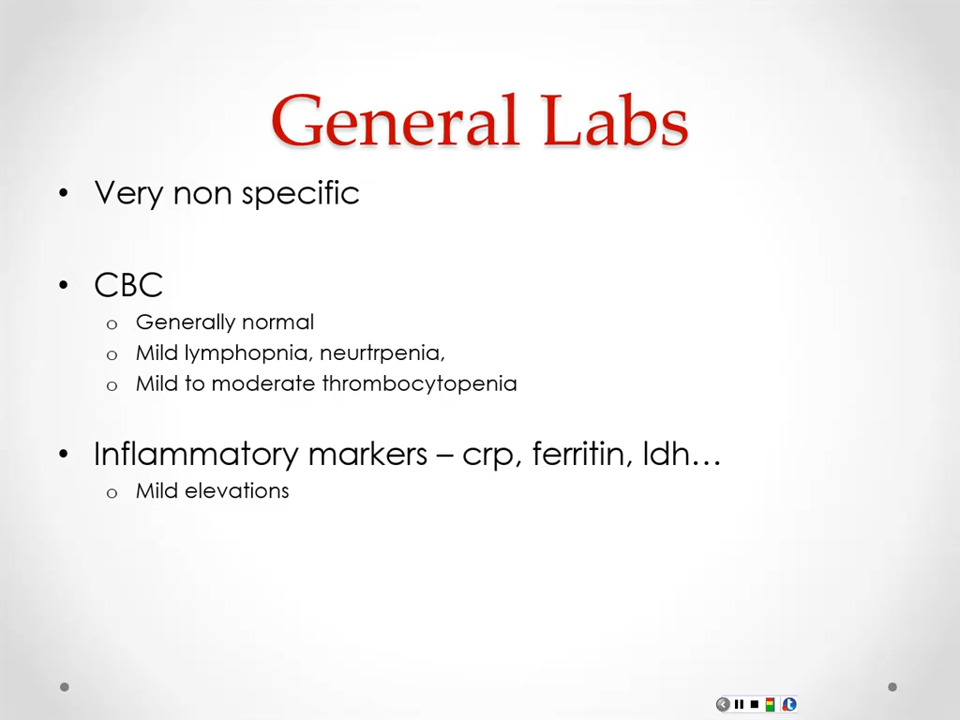 General Labs
• Very non specific
• CBC
o Generally normal
o Mild lymphopnia, neurtrpenia,
o Mild to moderate thrombocytopenia
• Inflammatory markers – crp, ferritin, ldh…
o Mild elevations